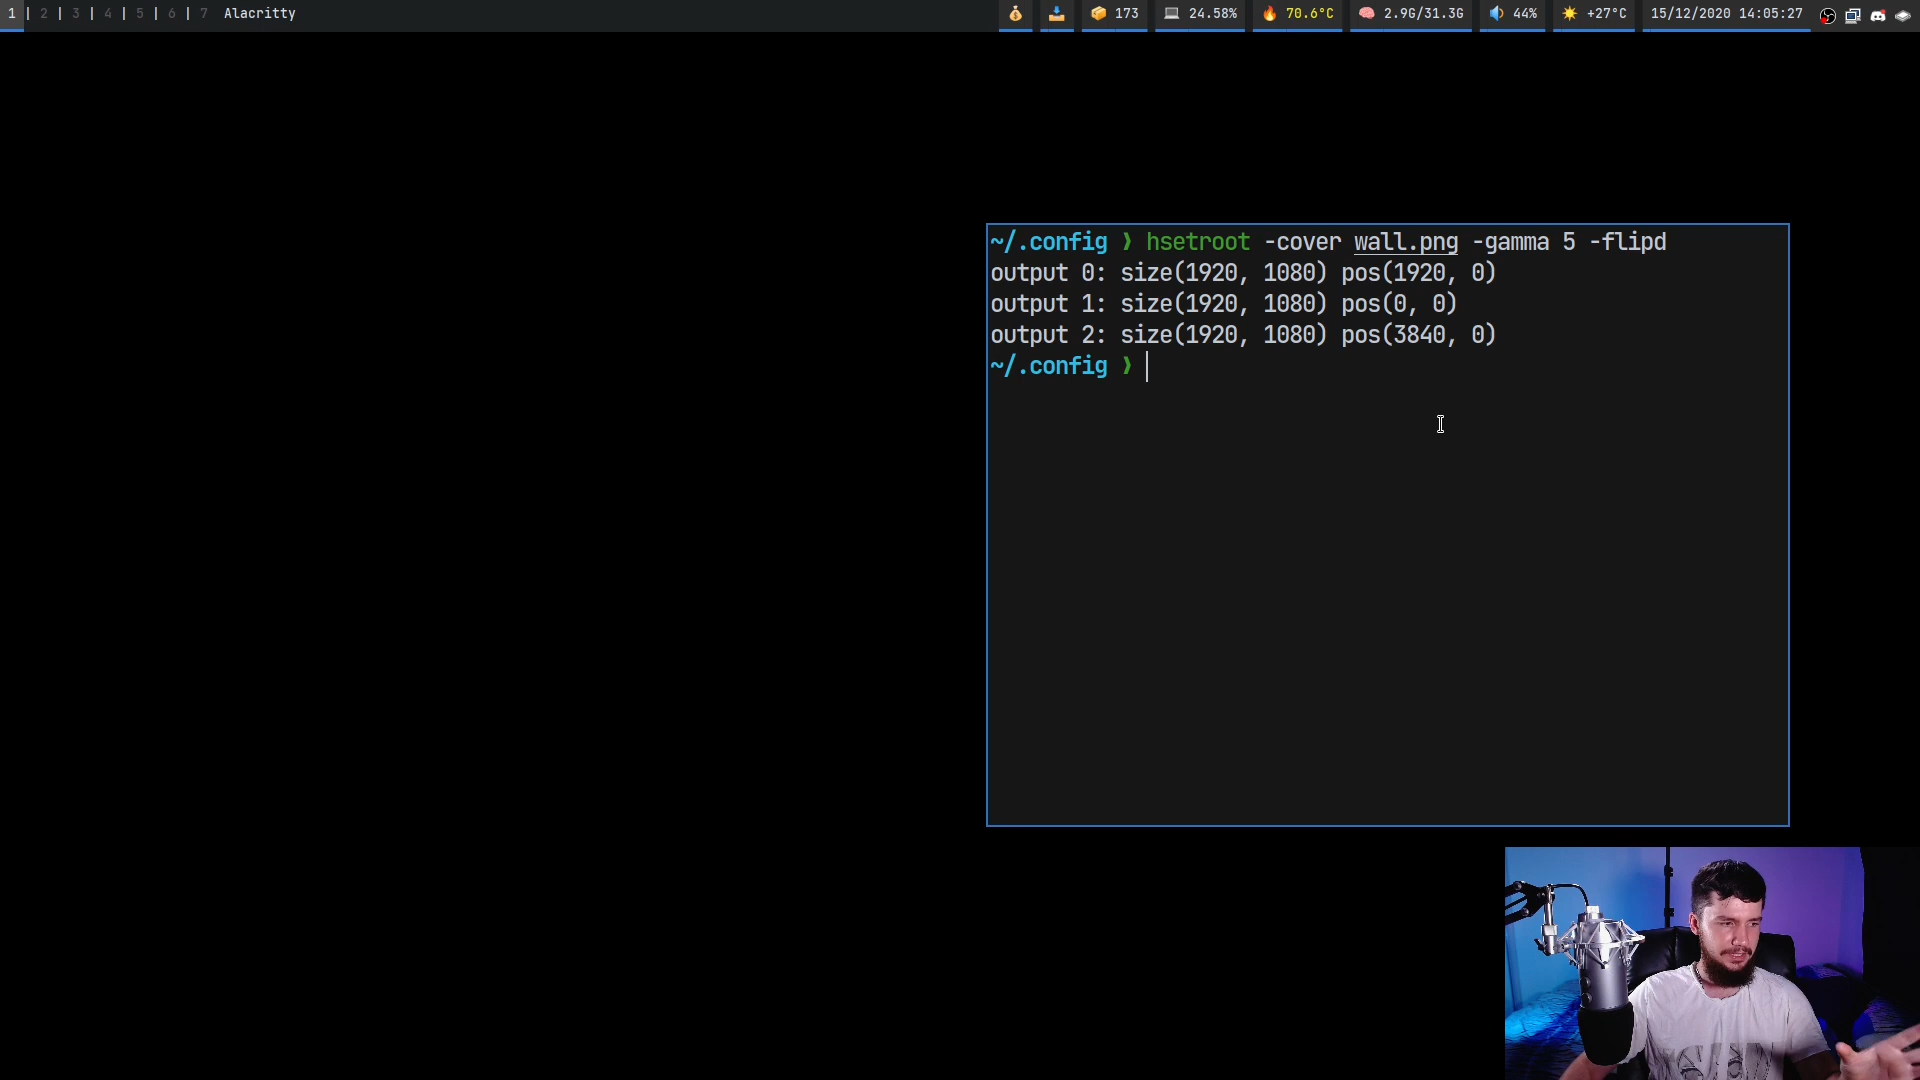 1 | 2 | 3 | 4 | 5 | 6 | 7 Alacritty 173 24.58% 70.6°C 2.9G/31.3G 44% +27°C 15/12/2020 14:05:27
~/.config ❯ hsetroot -cover wall.png -gamma 5 -flipd
output 0: size(1920, 1080) pos(1920, 0)
output 1: size(1920, 1080) pos(0, 0)
output 2: size(1920, 1080) pos(3840, 0)
~/.config ❯